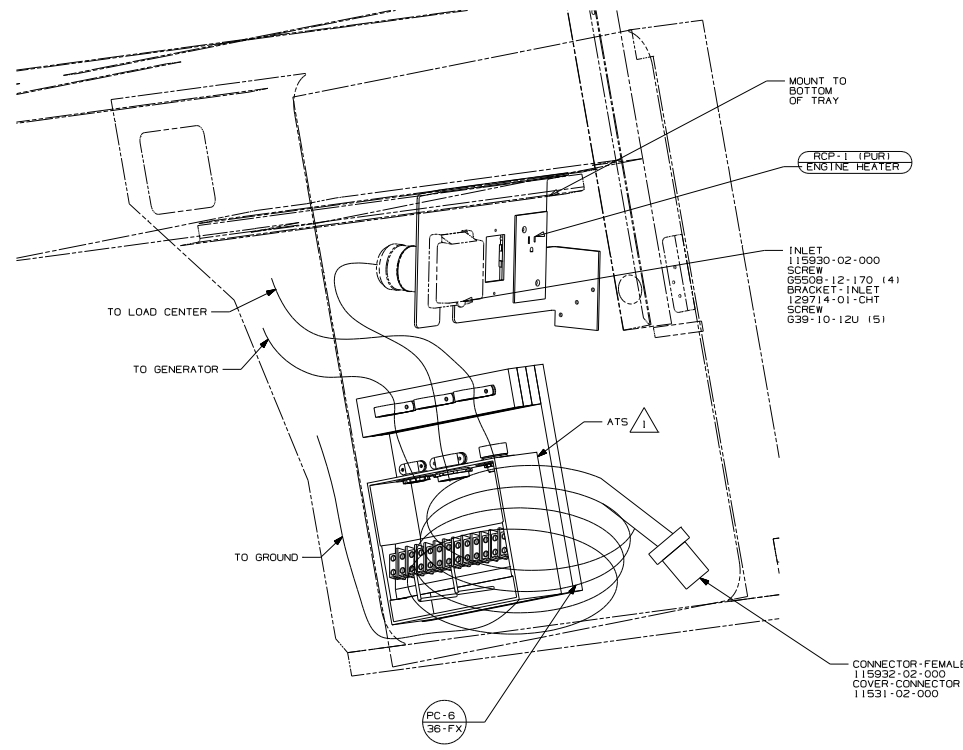 MOUNT TO
BOTTOM
OF TRAY
RCP-1 (PUR)
ENGINE HEATER
INLET
115930-02-000
SCREW
G5508-12-170 (4)
BRACKET-INLET
129714-01-CHT
SCREW
G39-10-12U (5)
TO LOAD CENTER
TO GENERATOR
ATS 1
TO GROUND
CONNECTOR-FEMALE
115932-02-000
COVER-CONNECTOR
11531-02-000
PC-6
36-FX